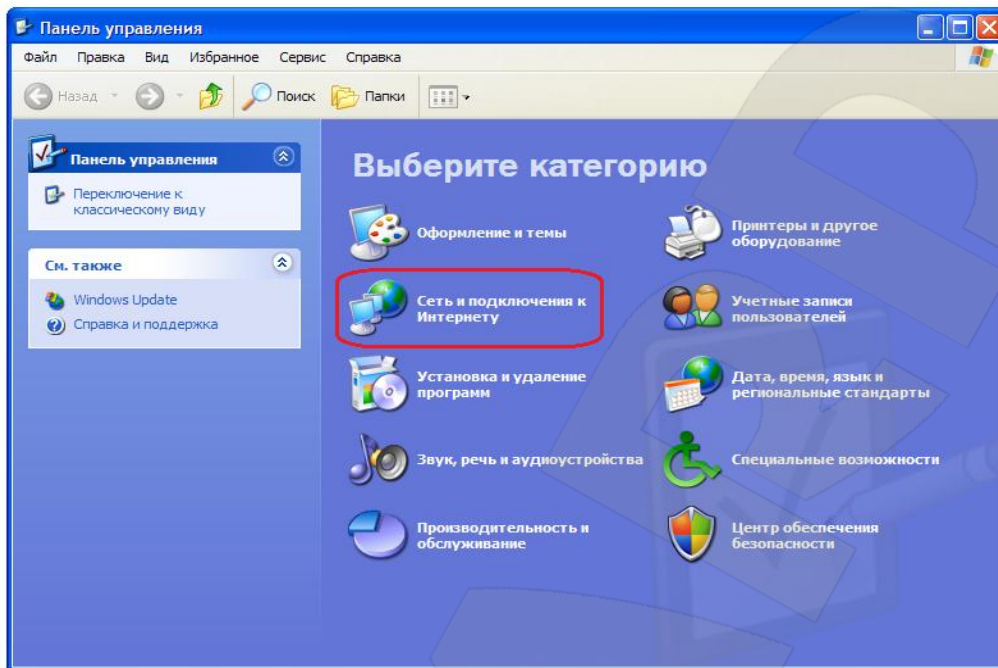 Панель управления
Файл Правка Вид Избранное Сервис Справка
Назад Поиск Папки
Панель управления
Переключение к
классическому виду
См. также
Windows Update
Справка и поддержка
Выберите категорию
Оформление и темы
Принтеры и другое
оборудование
Сеть и подключения к
Интернету
Учетные записи
пользователей
Установка и удаление
программ
Дата, время, язык и
региональные стандарты
Звук, речь и аудиоустройства
Специальные возможности
Производительность и
обслуживание
Центр обеспечения
безопасности